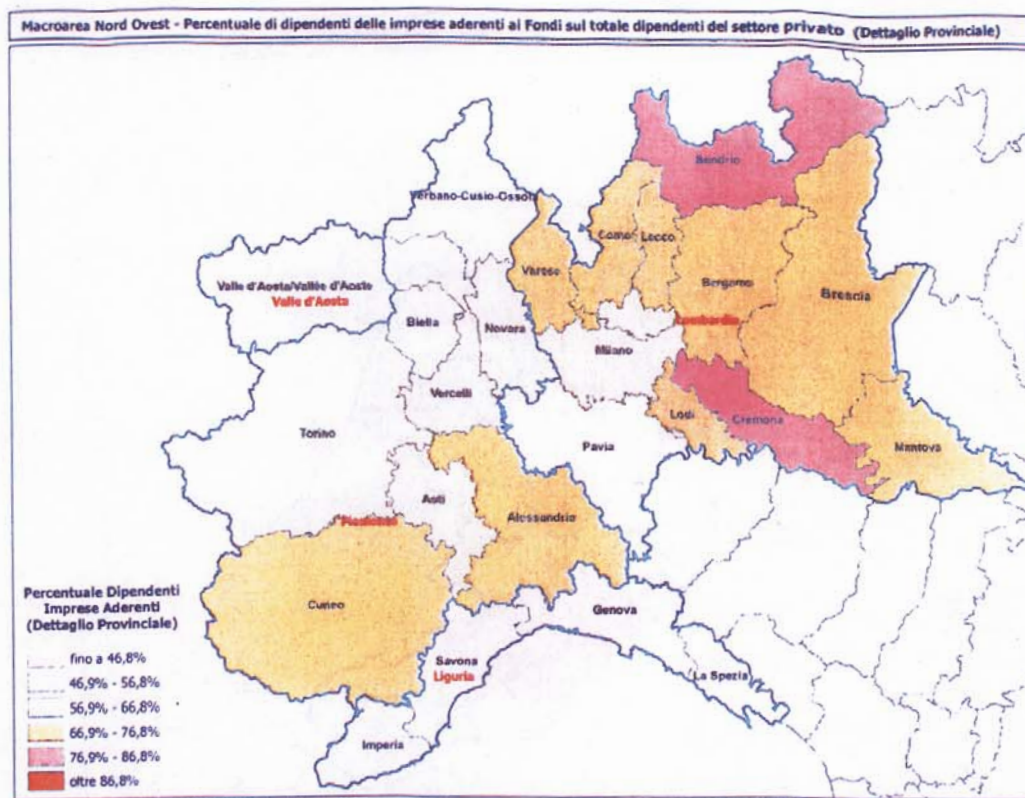 Macroarea Nord Ovest - Percentuale di dipendenti delle imprese aderenti ai Fondi sul totale dipendenti del settore privato (Dettaglio Provinciale)
Sondrio
Verbano-Cusio-Ossola
Como
Lecco
Varese
Bergamo
Valle d'Aosta/Vallée d'Aoste
Valle d'Aosta
Brescia
Biella
Novara
Lombardia
Milano
Vercelli
Lodi
Cremona
Torino
Pavia
Mantova
Asti
Alessandria
Piemonte
Cuneo
Genova
Savona
Liguria
La Spezia
Imperia
Percentuale Dipendenti
Imprese Aderenti
(Dettaglio Provinciale)
fino a 46,8%
46,9% - 56,8%
56,9% - 66,8%
66,9% - 76,8%
76,9% - 86,8%
oltre 86,8%